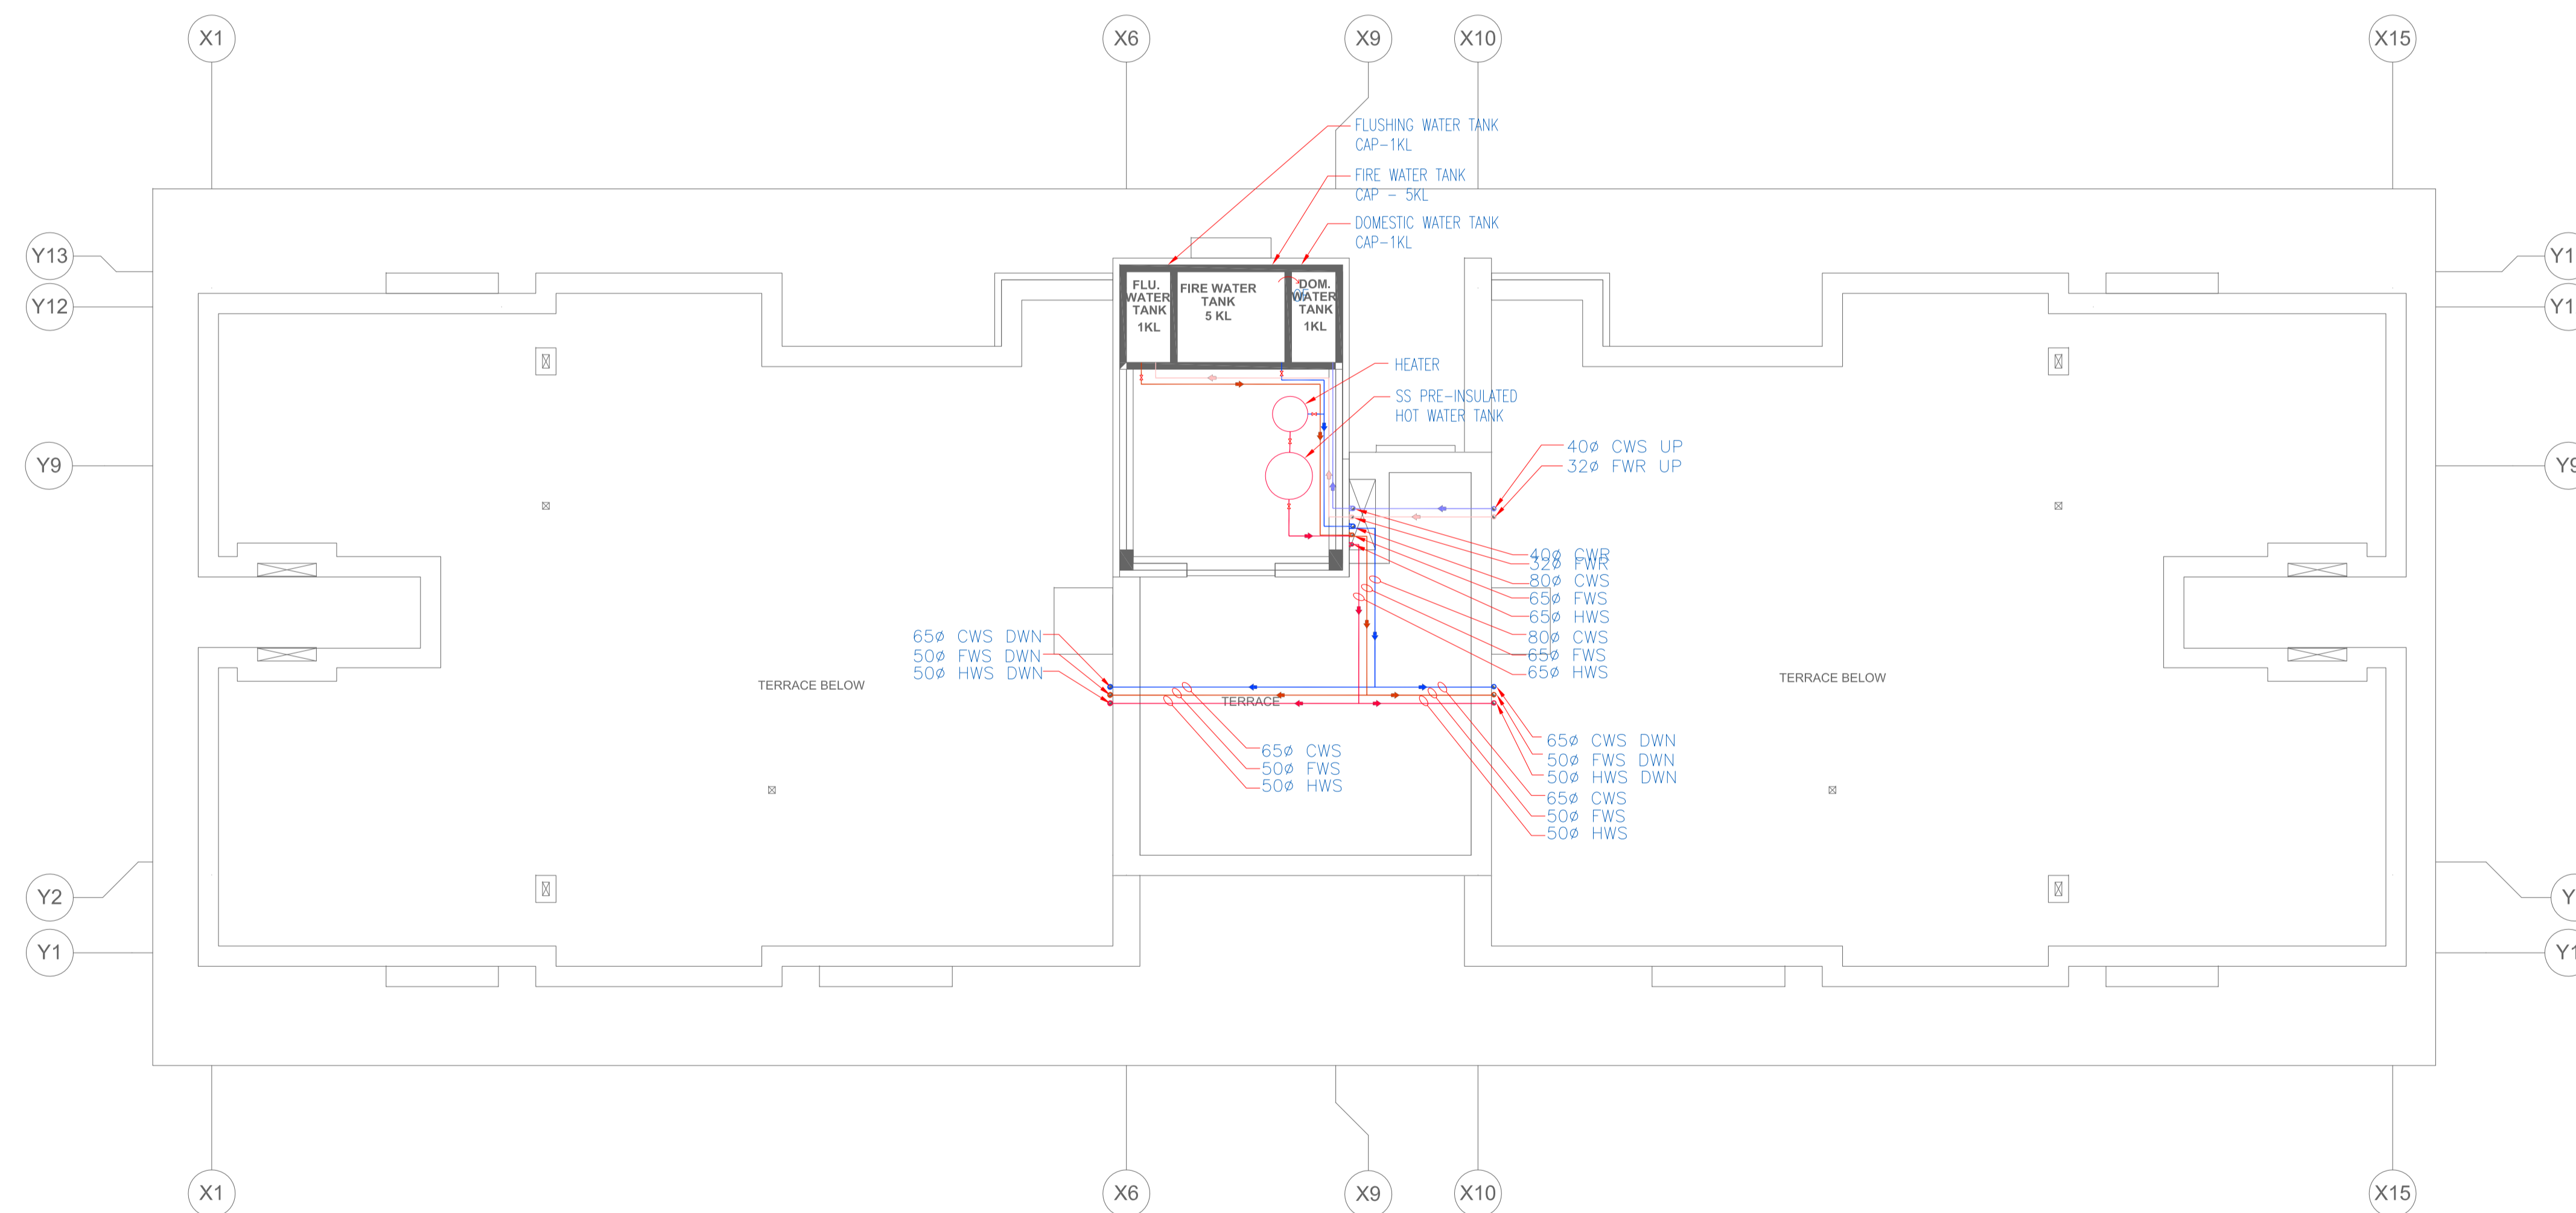 X1
X6
X9
X10
X15
FLUSHING WATER TANK
CAP-1KL
FIRE WATER TANK
CAP - 5KL
DOMESTIC WATER TANK
CAP-1KL
Y13
Y12
Y9
Y2
Y1
Y1
Y1
Y9
Y
Y1
FLU.
WATER
TANK
1KL
FIRE WATER
TANK
5 KL
DOM.
WATER
TANK
1KL
HEATER
SS PRE-INSULATED
HOT WATER TANK
40ø CWS UP
32ø FWR UP
40ø CWR
32ø FWR
80ø CWS
65ø FWS
65ø HWS
80ø CWS
65ø FWS
65ø HWS
65ø CWS DWN
50ø FWS DWN
50ø HWS DWN
TERRACE BELOW
TERRACE
TERRACE BELOW
65ø CWS
50ø FWS
50ø HWS
65ø CWS DWN
50ø FWS DWN
50ø HWS DWN
65ø CWS
50ø FWS
50ø HWS
X1
X6
X9
X10
X15